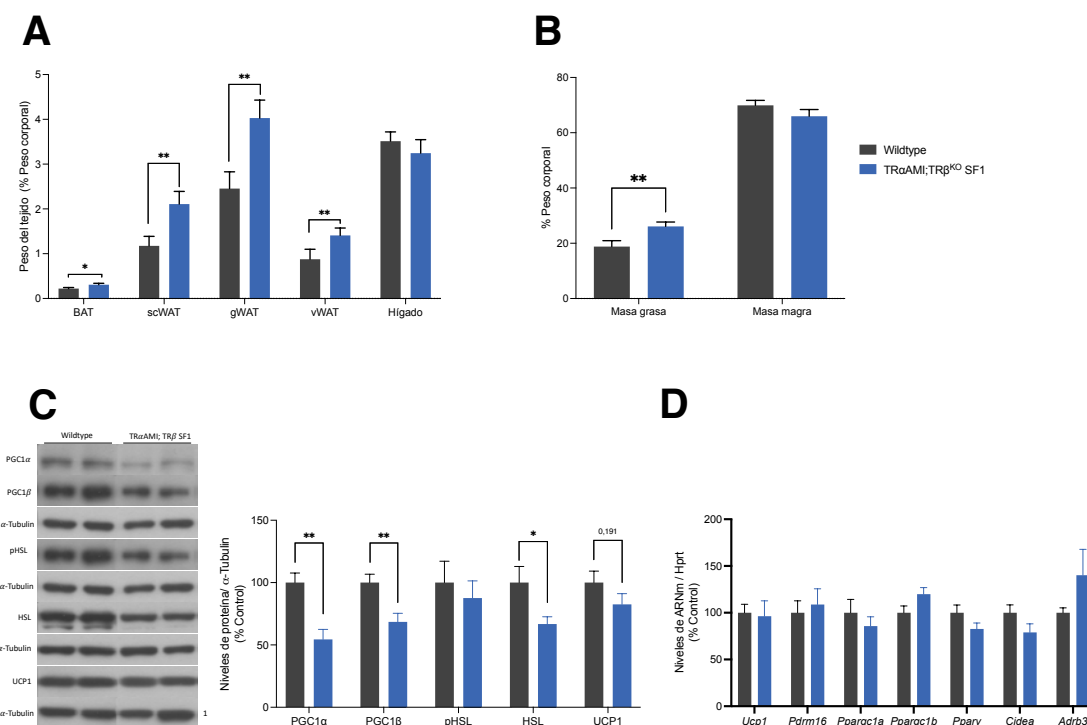 A
B
Peso del tejido (% Peso corporal)
5
4
3
2
1
0
*
**
**
**
BAT
scWAT
gWAT
vWAT
Hígado
% Peso corporal
80
60
40
20
0
**
Masa grasa
Masa magra
Wildtype
TRαAMI;TRβKO SF1
C
D
Wildtype
TRαAMI; TRβ SF1
PGC1α
PGC1β
α-Tubulin
pHSL
α-Tubulin
HSL
α-Tubulin
UCP1
α-Tubulin
1
Niveles de proteína/ α-Tubulin
(% Control)
150
100
50
0
**
**
*
0,191
PGC1α
PGC1ß
pHSL
HSL
UCP1
Niveles de ARNm / Hprt
(% Control)
200
150
100
50
0
Ucp1
Pdrm16
Ppargc1a
Ppargc1b
Pparγ
Cidea
Adrb3